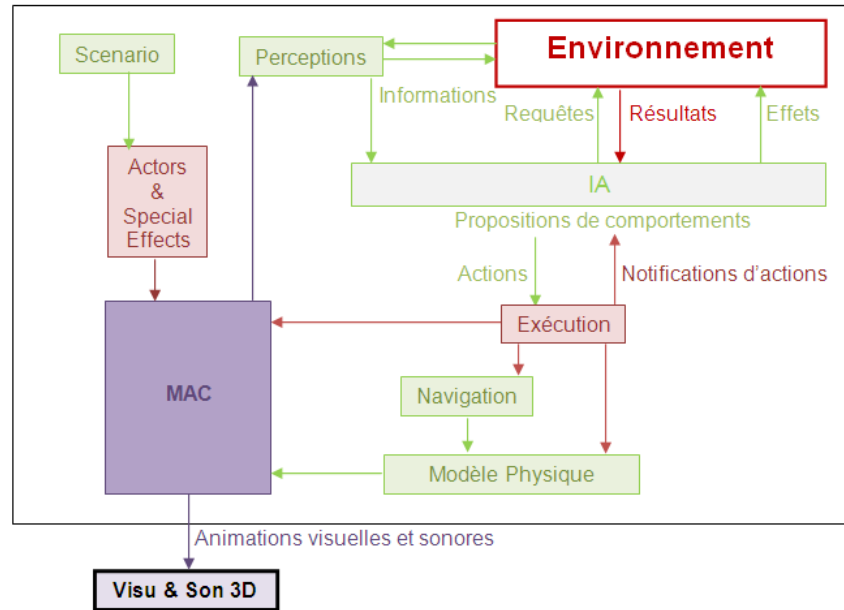 Scenario
Perceptions
Environnement
Informations
Requêtes
Résultats
Effets
Actors
&
Special
Effects
IA
Propositions de comportements
Actions
Notifications d'actions
Exécution
MAC
Navigation
Modèle Physique
Animations visuelles et sonores
Visu & Son 3D